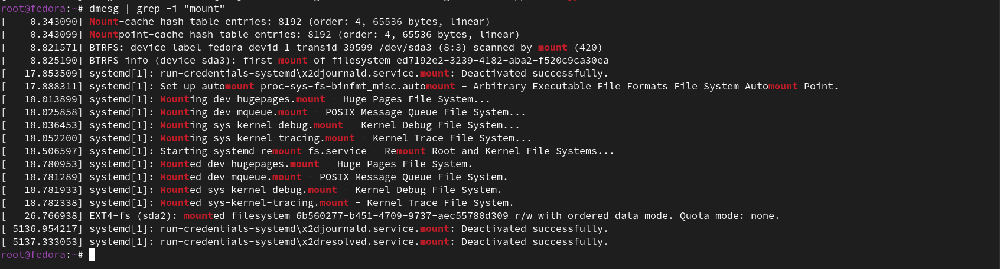 root@fedora:~# dmesg | grep -i "mount"
[    0.343090] Mount-cache hash table entries: 8192 (order: 4, 65536 bytes, linear)
[    0.343099] Mountpoint-cache hash table entries: 8192 (order: 4, 65536 bytes, linear)
[    8.821571] BTRFS: device label fedora devid 1 transid 39599 /dev/sda3 (8:3) scanned by mount (420)
[    8.825190] BTRFS info (device sda3): first mount of filesystem ed7192e2-3239-4182-aba2-f520c9ca30ea
[   17.853509] systemd[1]: run-credentials-systemd\x2djournald.service.mount: Deactivated successfully.
[   17.888311] systemd[1]: Set up automount proc-sys-fs-binfmt_misc.automount - Arbitrary Executable File Formats File System Automount Point.
[   18.013899] systemd[1]: Mounting dev-hugepages.mount - Huge Pages File System...
[   18.025858] systemd[1]: Mounting dev-mqueue.mount - POSIX Message Queue File System...
[   18.036453] systemd[1]: Mounting sys-kernel-debug.mount - Kernel Debug File System...
[   18.052200] systemd[1]: Mounting sys-kernel-tracing.mount - Kernel Trace File System...
[   18.506597] systemd[1]: Starting systemd-remount-fs.service - Remount Root and Kernel File Systems...
[   18.780953] systemd[1]: Mounted dev-hugepages.mount - Huge Pages File System.
[   18.781289] systemd[1]: Mounted dev-mqueue.mount - POSIX Message Queue File System.
[   18.781933] systemd[1]: Mounted sys-kernel-debug.mount - Kernel Debug File System.
[   18.782338] systemd[1]: Mounted sys-kernel-tracing.mount - Kernel Trace File System.
[   26.766938] EXT4-fs (sda2): mounted filesystem 6b560277-b451-4709-9737-aec55780d309 r/w with ordered data mode. Quota mode: none.
[ 5136.954217] systemd[1]: run-credentials-systemd\x2djournald.service.mount: Deactivated successfully.
[ 5137.333053] systemd[1]: run-credentials-systemd\x2dresolved.service.mount: Deactivated successfully.
root@fedora:~#